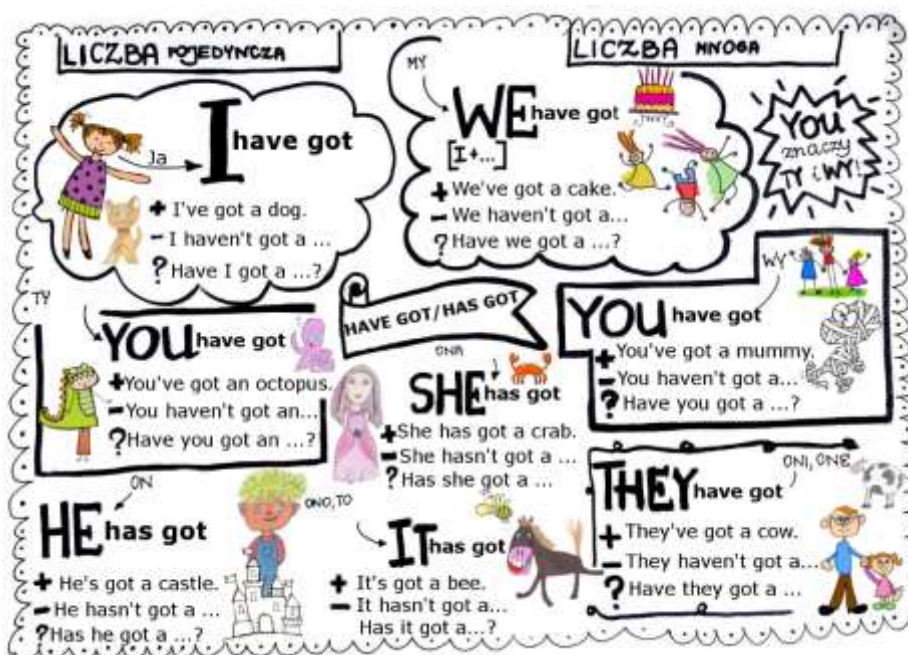 LICZBA POJEDYNCZA
Ja
I have got
+ I've got a dog.
- I haven't got a ...
? Have I got a ...?
LICZBA MNOGA
MY
WE have got
[I+...]
+ We've got a cake.
- We haven't got a...
? Have we got a ...?
YOU
znaczy
TY i WY!
TY
YOU have got
+ You've got an octopus.
- You haven't got an...
? Have you got an ...?
HAVE GOT/HAS GOT
WY
YOU have got
+ You've got a mummy.
- You haven't got a...
? Have you got a ...?
ONA
SHE has got
+ She has got a crab.
- She hasn't got a ...
? Has she got a ...
ON
HE has got
+ He's got a castle.
- He hasn't got a ...
? Has he got a ...?
ONO, TO
IT has got
+ It's got a bee.
- It hasn't got a...
Has it got a...?
ONI, ONE
THEY have got
+ They've got a cow.
- They haven't got a...
? Have they got a ...?